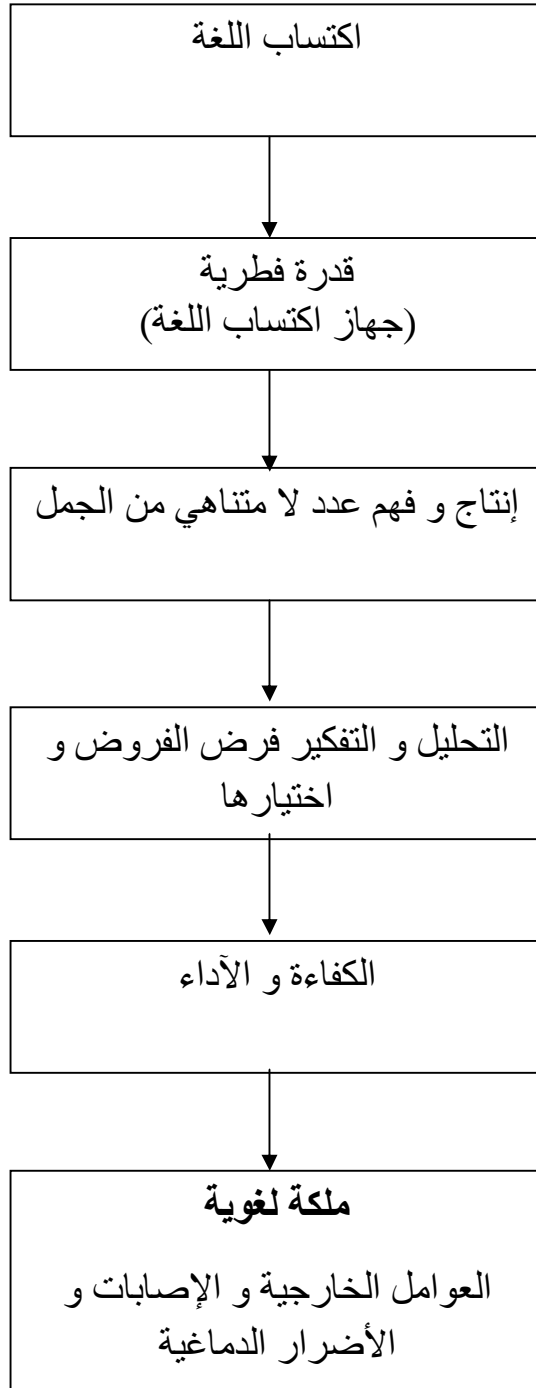 اكتساب اللغة
قدرة فطرية
(جهاز اكتساب اللغة)
إنتاج و فهم عدد لا متناهي من الجمل
التحليل و التفكير فرض الفروض و
اختيارها
الكفاءة و الآداء
ملكة لغوية
العوامل الخارجية و الإصابات و
الأضرار الدماغية